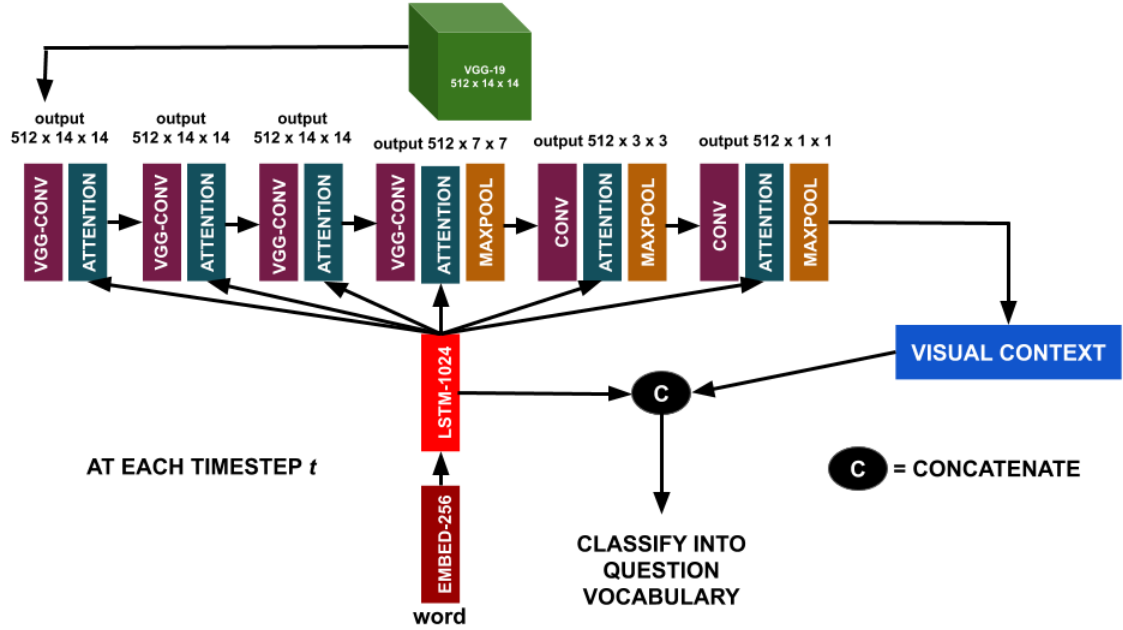 VGG-19
512 x 14 x 14
output
512 x 14 x 14
output
512 x 14 x 14
output
512 x 14 x 14
output 512 x 7 x 7
output 512 x 3 x 3
output 512 x 1 x 1
VGG-CONV
ATTENTION
VGG-CONV
ATTENTION
VGG-CONV
ATTENTION
VGG-CONV
ATTENTION
MAXPOOL
CONV
ATTENTION
MAXPOOL
CONV
ATTENTION
MAXPOOL
LSTM-1024
VISUAL CONTEXT
C
AT EACH TIMESTEP t
C = CONCATENATE
EMBED-256
CLASSIFY INTO
QUESTION
VOCABULARY
word